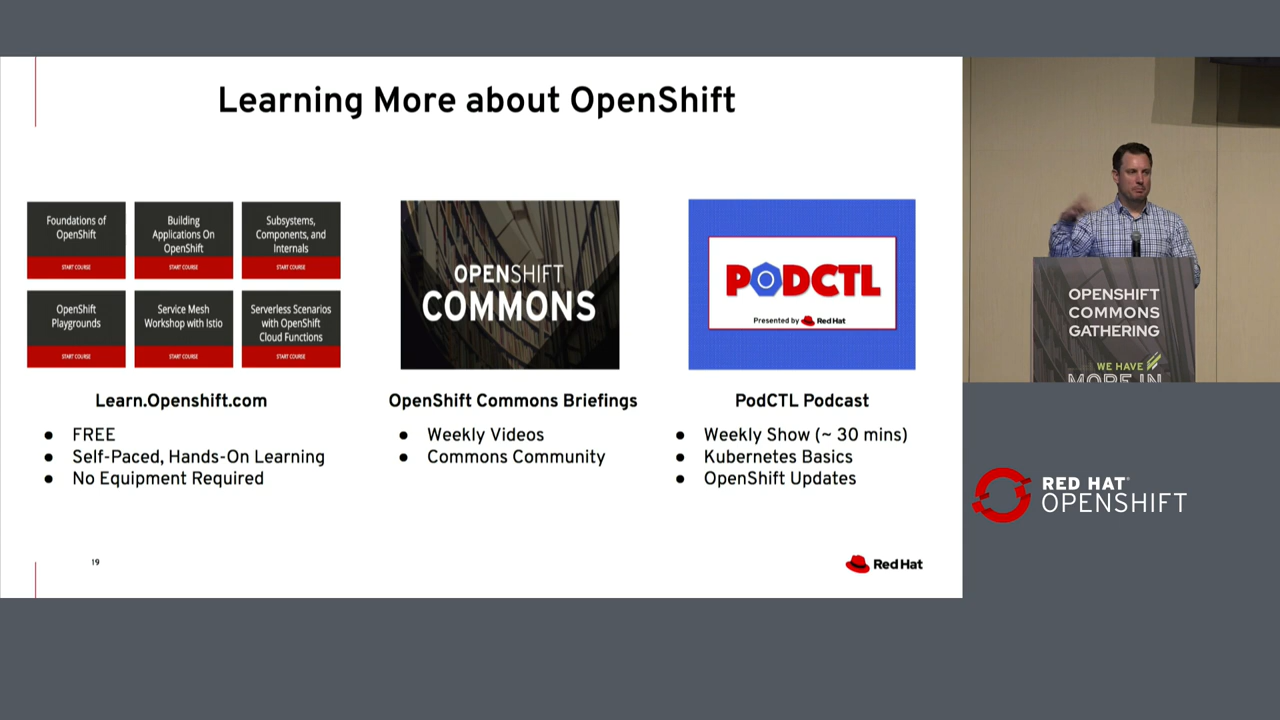 Learning More about OpenShift
Foundations of
OpenShift
START COURSE
Building
Applications On
OpenShift
START COURSE
Subsystems,
Components, and
Internals
START COURSE
OpenShift
Playgrounds
START COURSE
Service Mesh
Workshop with Istio
START COURSE
Serverless Scenarios
with OpenShift
Cloud Functions
START COURSE
Learn.Openshift.com
● FREE
● Self-Paced, Hands-On Learning
● No Equipment Required
OPENSHIFT
COMMONS
OpenShift Commons Briefings
● Weekly Videos
● Commons Community
PODCTL
Presented by Red Hat
PodCTL Podcast
● Weekly Show (~ 30 mins)
● Kubernetes Basics
● OpenShift Updates
19
Red Hat
OPENSHIFT
COMMONS
GATHERING
WE HAVE
MORE IN
RED HAT®
OPENSHIFT